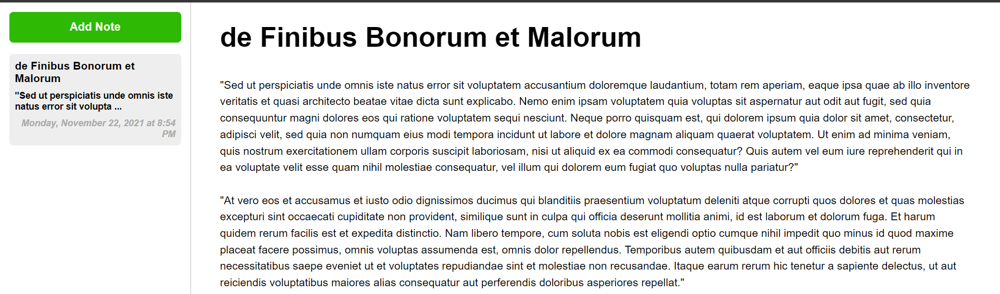 Add Note
de Finibus Bonorum et
Malorum
"Sed ut perspiciatis unde omnis iste
natus error sit volupta ...
Monday, November 22, 2021 at 8:54
PM
de Finibus Bonorum et Malorum
"Sed ut perspiciatis unde omnis iste natus error sit voluptatem accusantium doloremque laudantium, totam rem aperiam, eaque ipsa quae ab illo inventore
veritatis et quasi architecto beatae vitae dicta sunt explicabo. Nemo enim ipsam voluptatem quia voluptas sit aspernatur aut odit aut fugit, sed quia
consequuntur magni dolores eos qui ratione voluptatem sequi nesciunt. Neque porro quisquam est, qui dolorem ipsum quia dolor sit amet, consectetur,
adipisci velit, sed quia non numquam eius modi tempora incidunt ut labore et dolore magnam aliquam quaerat voluptatem. Ut enim ad minima veniam,
quis nostrum exercitationem ullam corporis suscipit laboriosam, nisi ut aliquid ex ea commodi consequatur? Quis autem vel eum iure reprehenderit qui in
ea voluptate velit esse quam nihil molestiae consequatur, vel illum qui dolorem eum fugiat quo voluptas nulla pariatur?"
"At vero eos et accusamus et iusto odio dignissimos ducimus qui blanditiis praesentium voluptatum deleniti atque corrupti quos dolores et quas molestias
excepturi sint occaecati cupiditate non provident, similique sunt in culpa qui officia deserunt mollitia animi, id est laborum et dolorum fuga. Et harum
quidem rerum facilis est et expedita distinctio. Nam libero tempore, cum soluta nobis est eligendi optio cumque nihil impedit quo minus id quod maxime
placeat facere possimus, omnis voluptas assumenda est, omnis dolor repellendus. Temporibus autem quibusdam et aut officiis debitis aut rerum
necessitatibus saepe eveniet ut et voluptates repudiandae sint et molestiae non recusandae. Itaque earum rerum hic tenetur a sapiente delectus, ut aut
reiciendis voluptatibus maiores alias consequatur aut perferendis doloribus asperiores repellat."